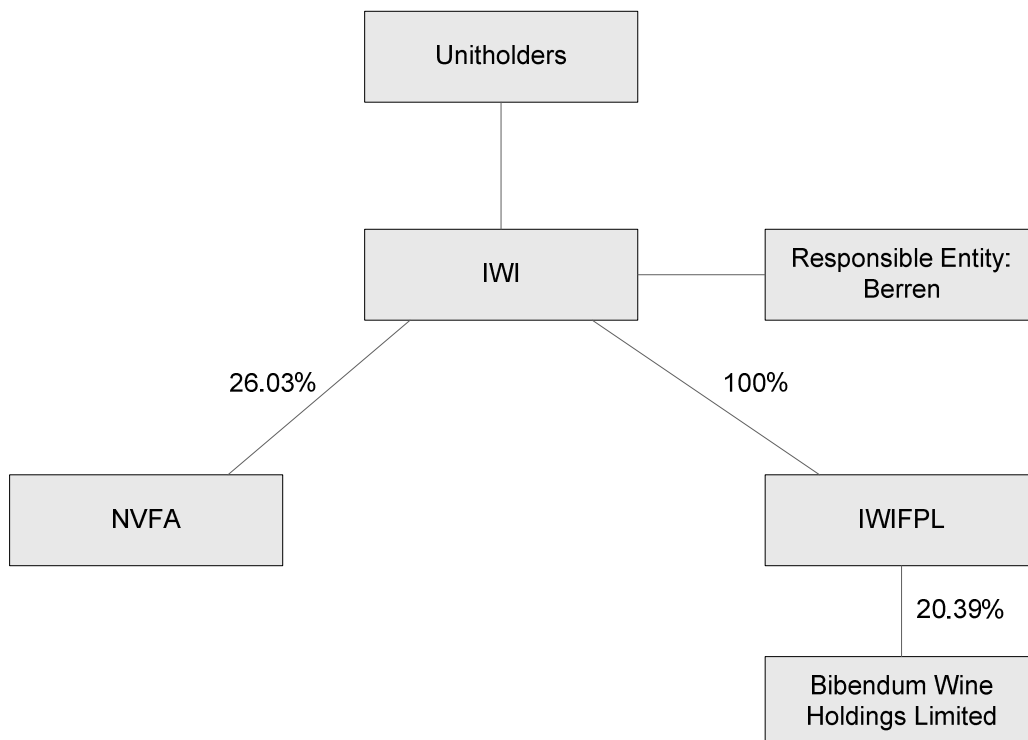 Unitholders
IWI
Responsible Entity:
Berren
26.03%
100%
NVFA
IWIFPL
20.39%
Bibendum Wine
Holdings Limited